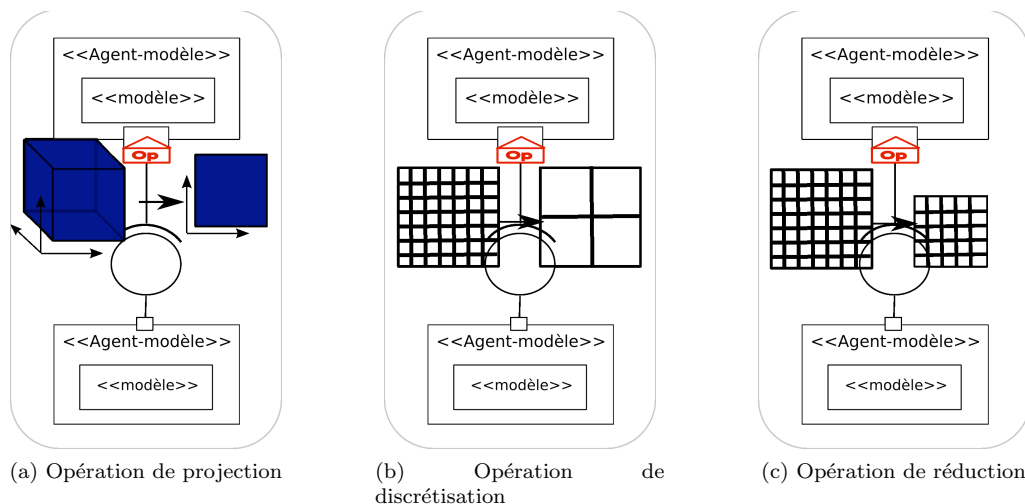 <<Agent-modèle>>
<<modèle>>
Op
<<Agent-modèle>>
<<modèle>>
(a) Opération de projection
<<Agent-modèle>>
<<modèle>>
Op
<<Agent-modèle>>
<<modèle>>
(b) Opération de
discrétisation
<<Agent-modèle>>
<<modèle>>
Op
<<Agent-modèle>>
<<modèle>>
(c) Opération de réduction